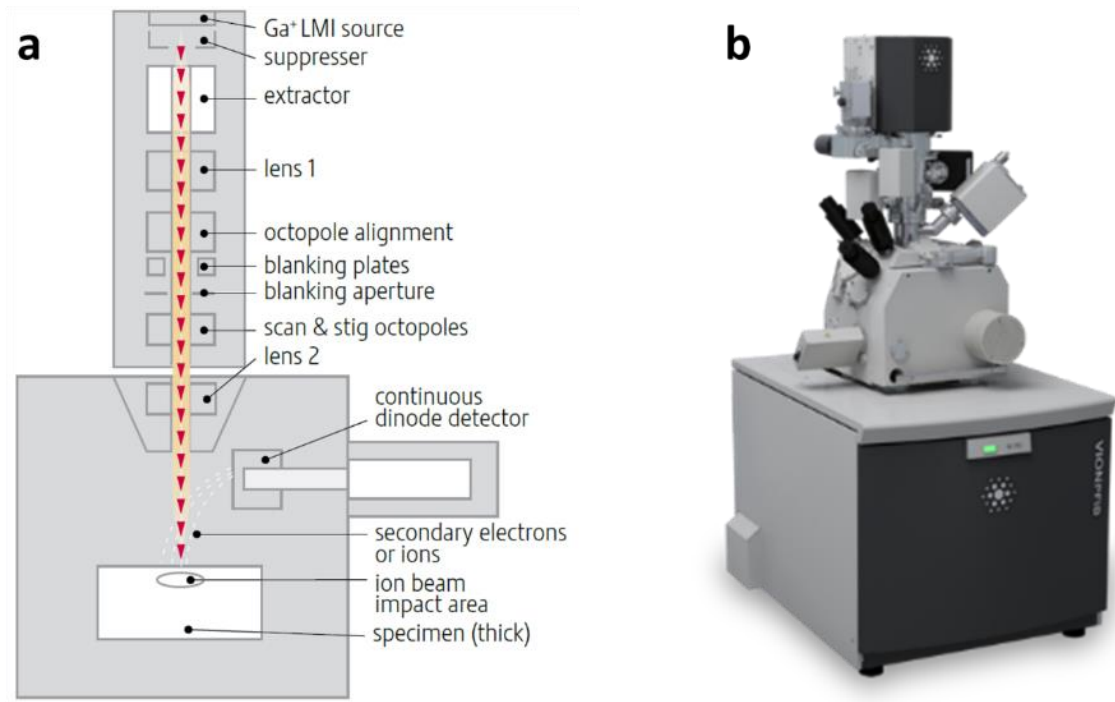 a
Ga⁺ LMI source
suppresser
extractor
lens 1
octopole alignment
blanking plates
blanking aperture
scan & stig octopoles
lens 2
continuous
dinode detector
secondary electrons
or ions
ion beam
impact area
specimen (thick)
b
VIONPFIB